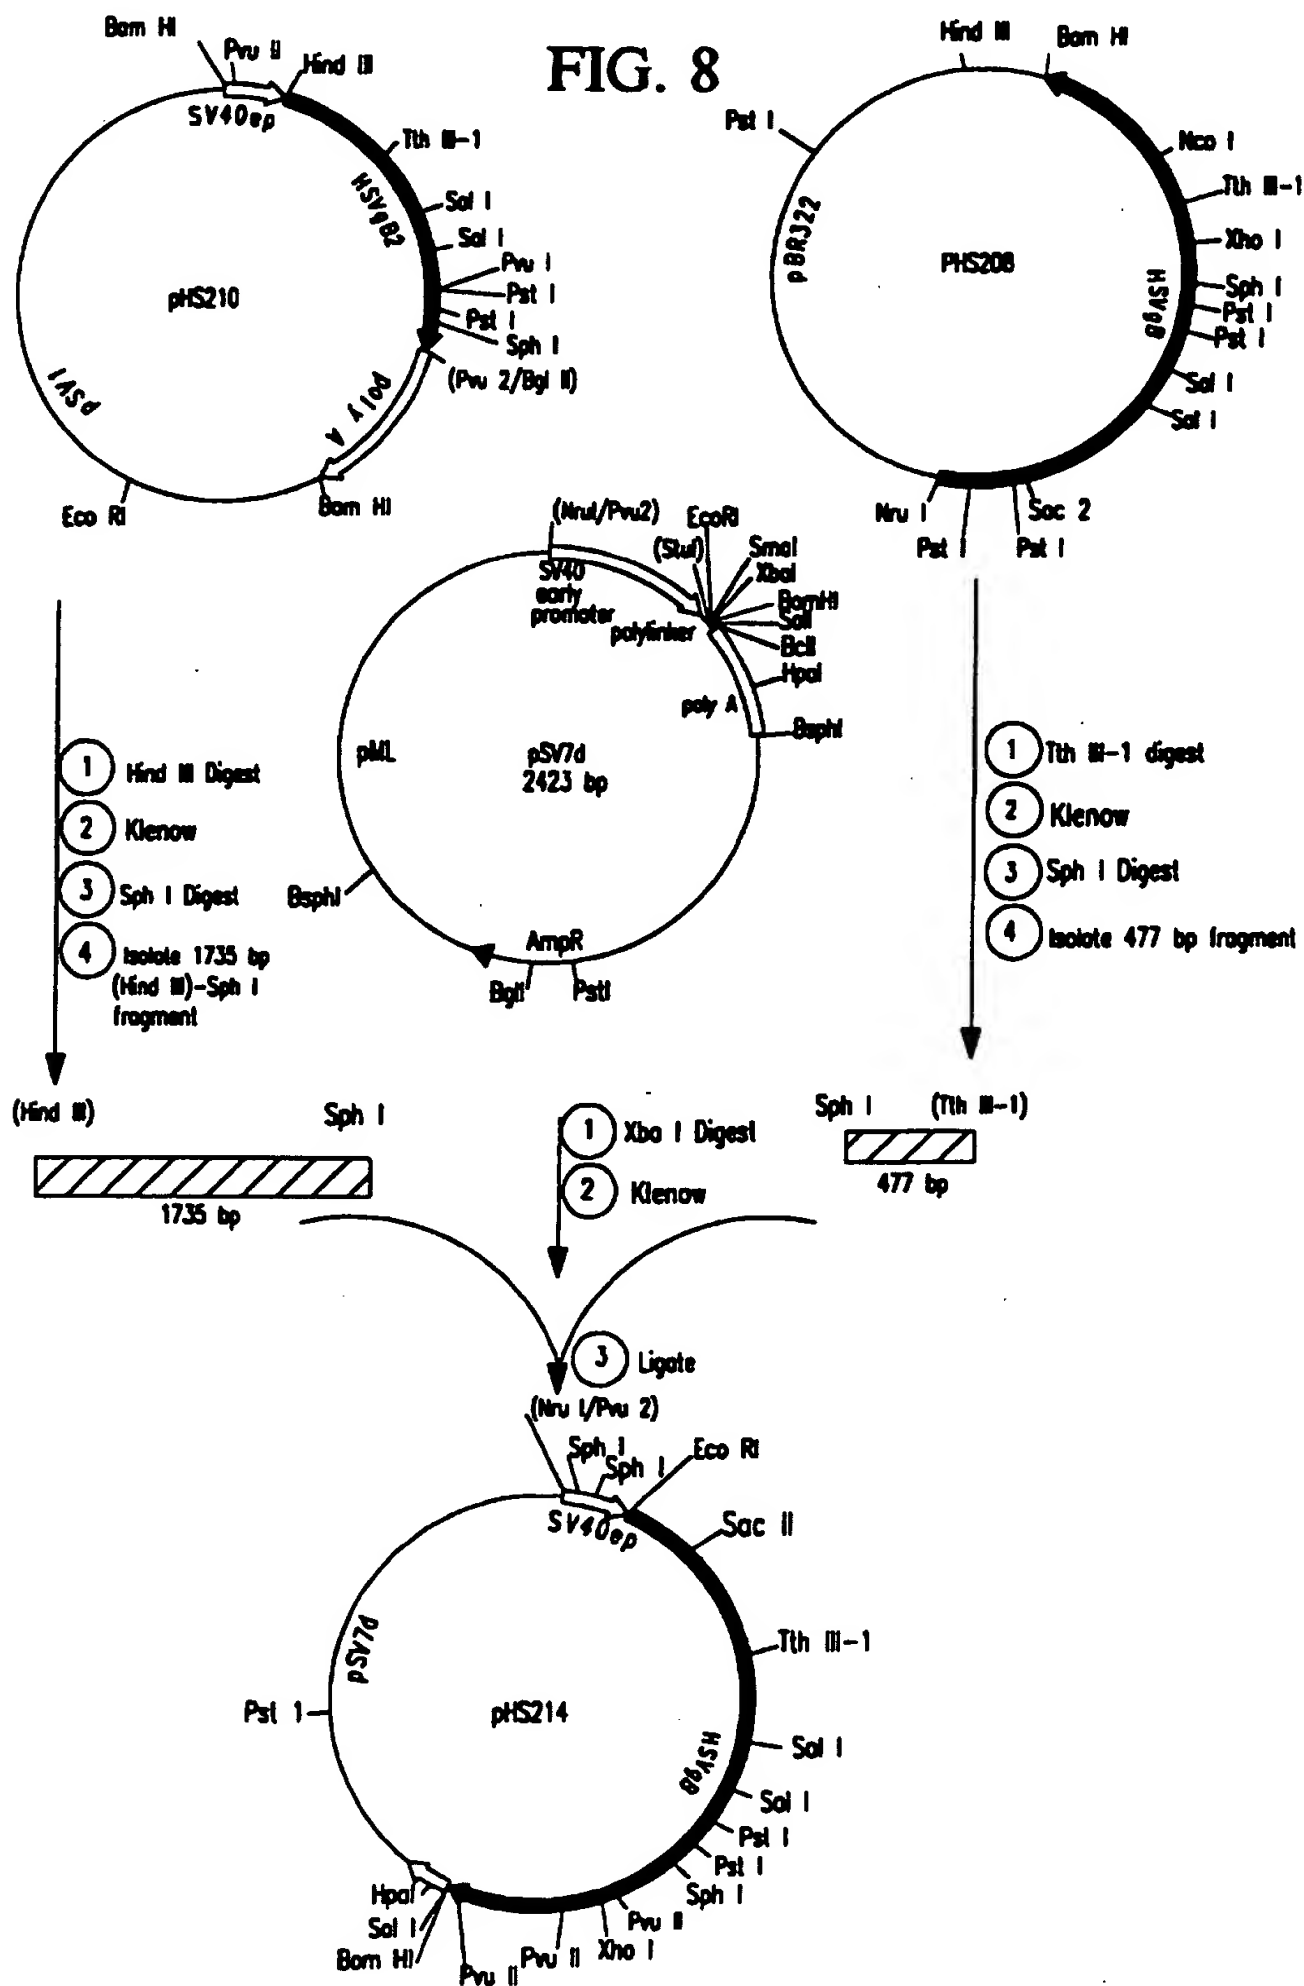 FIG. 8
Bam HI
Pvu II
Hind III
SV40ep
Tth III-1
HSVgB2
Sal I
Sal I
Pvu I
Pst I
Pst I
Sph I
(Pvu 2/Bgl II)
poly A
Bam HI
Eco RI
pSV1
pHS210
Hind III
Bam HI
Pst I
Nco I
Tth III-1
Xho I
Sph I
Pst I
Pst I
Sal I
Sal I
HSVgB
pBR322
PHS208
Nru I
Sac 2
Pst I
Pst I
(NruI/Pvu2)
EcoRI
(StuI)
SmaI
XbaI
BamHI
SalI
BclI
HpaI
BsphI
SV40
early
promoter
polylinker
poly A
pML
pSV7d
2423 bp
BsphI
AmpR
BglI
PstI
1 Hind III Digest
2 Klenow
3 Sph I Digest
4 Isolate 1735 bp
(Hind III)-Sph I
fragment
1 Tth III-1 digest
2 Klenow
3 Sph I Digest
4 Isolate 477 bp fragment
(Hind III)
Sph I
1735 bp
1 Xba I Digest
2 Klenow
Sph I
(Tth III-1)
477 bp
3 Ligate
(Nru I/Pvu 2)
Sph I
Sph I
Eco RI
SV40ep
Sac II
Tth III-1
pSV7d
Pst 1
pHS214
HSVgB
Sal I
Sal I
Pst I
Pst I
Sph I
Pvu II
Xho I
Pvu II
Pvu II
HpaI
Sal I
Bam HI